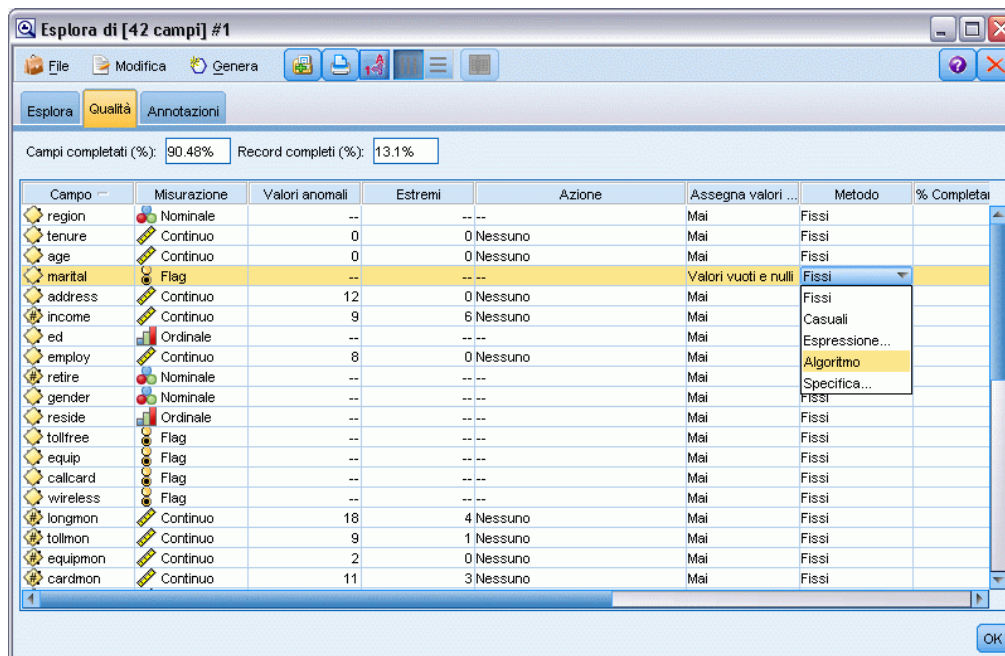 Esplora di [42 campi] #1
File Modifica Genera
Esplora Qualità Annotazioni
Campi completati (%): 90.48% Record completi (%): 13.1%
Campo Misurazione Valori anomali Estremi Azione Assegna valori ... Metodo % Completar
region Nominale -- -- -- Mai Fissi
tenure Continuo 0 0 Nessuno Mai Fissi
age Continuo 0 0 Nessuno Mai Fissi
marital Flag -- -- -- Valori vuoti e nulli Fissi
address Continuo 12 0 Nessuno Mai Fissi
income Continuo 9 6 Nessuno Mai Casuali
ed Ordinale -- -- -- Mai Espressione...
employ Continuo 8 0 Nessuno Mai Algoritmo
retire Nominale -- -- -- Mai Specifica...
gender Nominale -- -- -- Mai Fissi
reside Ordinale -- -- -- Mai Fissi
tollfree Flag -- -- -- Mai Fissi
equip Flag -- -- -- Mai Fissi
callcard Flag -- -- -- Mai Fissi
wireless Flag -- -- -- Mai Fissi
longmon Continuo 18 4 Nessuno Mai Fissi
tollmon Continuo 9 1 Nessuno Mai Fissi
equipmon Continuo 2 0 Nessuno Mai Fissi
cardmon Continuo 11 3 Nessuno Mai Fissi
OK